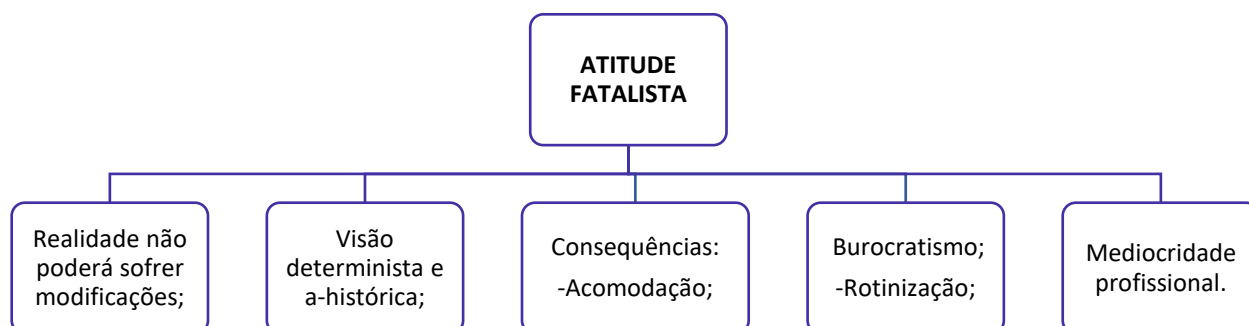 ATITUDE
FATALISTA
Realidade não
poderá sofrer
modificações;
Visão
determinista e
a-histórica;
Consequências:
-Acomodação;
Burocratismo;
-Rotinização;
Mediocridade
profissional.